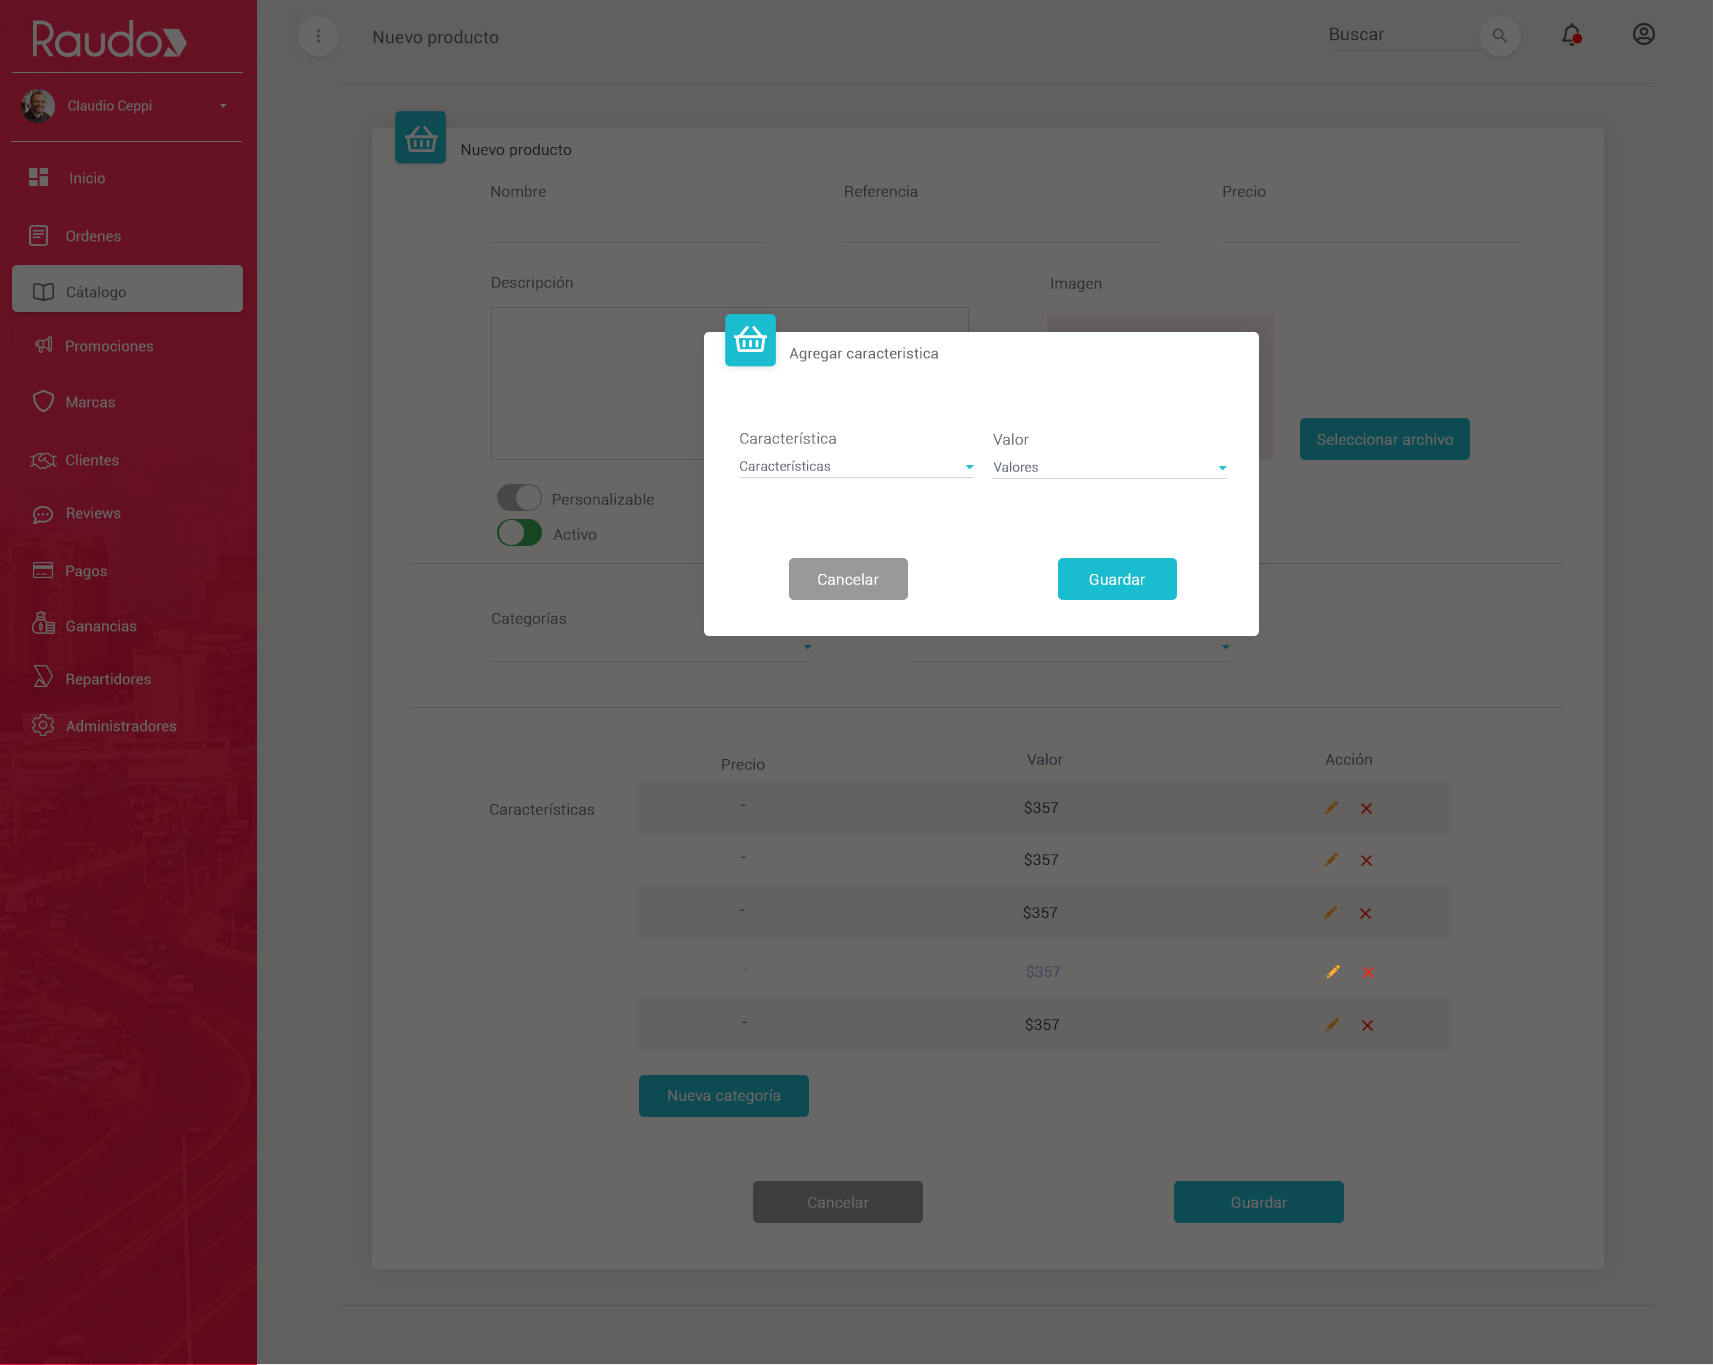 Raudo
Claudio Ceppi
Inicio
Ordenes
Cátalogo
Promociones
Marcas
Clientes
Reviews
Pagos
Ganancias
Repartidores
Administradores
Nuevo producto
Buscar
Nuevo producto
Nombre
Referencia
Precio
Descripción
Imagen
Seleccionar archivo
Personalizable
Activo
Agregar caracteristica
Característica
Valor
Características
Valores
Cancelar
Guardar
Categorías
Precio
Valor
Acción
Características
- $357
- $357
- $357
- $357
- $357
Nueva categoría
Cancelar
Guardar